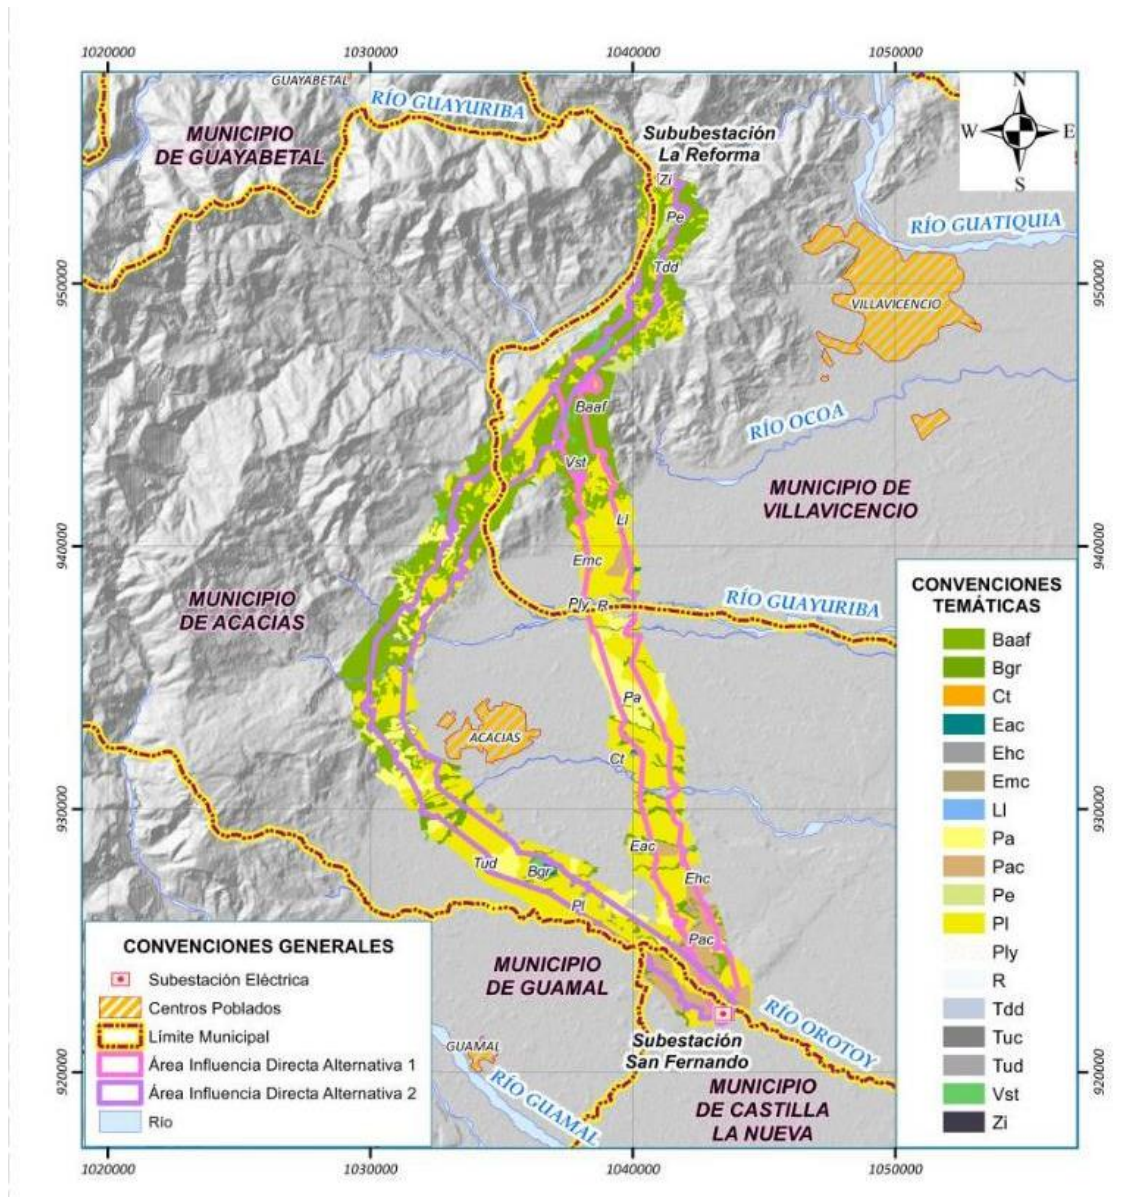 1020000
1030000
1040000
1050000
GUAYABETAL
RÍO GUAYURIBA
MUNICIPIO
DE GUAYABETAL
Sububestación
La Reforma
N
W
E
S
Zi
Pe
RÍO GUATIQUIA
Tdd
950000
950000
VILLAVICENCIO
Baaf
RÍO OCOA
Vst
MUNICIPIO DE
VILLAVICENCIO
Ll
940000
940000
Emc
MUNICIPIO
DE ACACIAS
Ply
R
RÍO GUAYURIBA
Pa
ACACIAS
Ct
930000
930000
Eac
Tud
Bgr
Ehc
Pl
Pac
MUNICIPIO
DE GUAMAL
RÍO OROTOY
Subestación
San Fernando
GUAMAL
RÍO GUAMAL
920000
920000
MUNICIPIO
DE CASTILLA
LA NUEVA
CONVENCIONES GENERALES
Subestación Eléctrica
Centros Poblados
Límite Municipal
Área Influencia Directa Alternativa 1
Área Influencia Directa Alternativa 2
Río
CONVENCIONES
TEMÁTICAS
Baaf
Bgr
Ct
Eac
Ehc
Emc
Ll
Pa
Pac
Pe
Pl
Ply
R
Tdd
Tuc
Tud
Vst
Zi
1020000
1030000
1040000
1050000